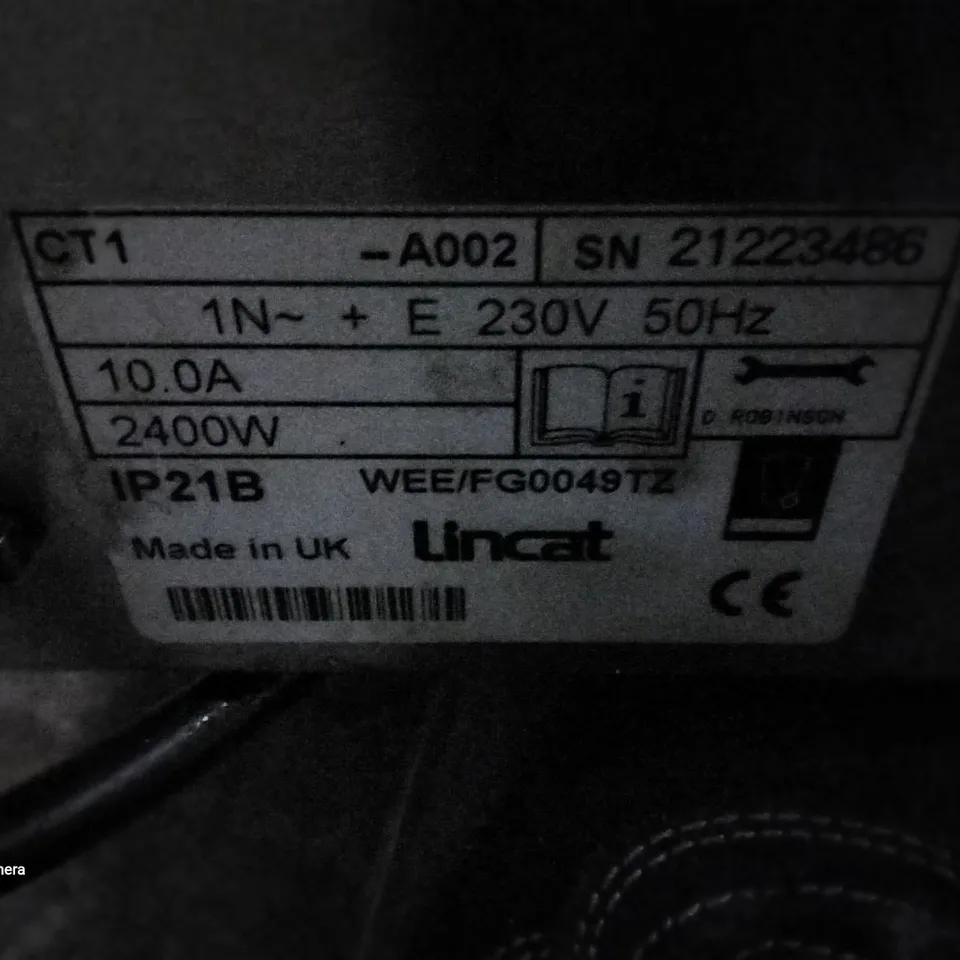 CT1 -A002 SN 21223486
1N~ + E 230V 50Hz
10.0A
2400W
i
D ROBINSON
IP21B WEE/FG0049TZ
Made in UK Lincat
CE
nera